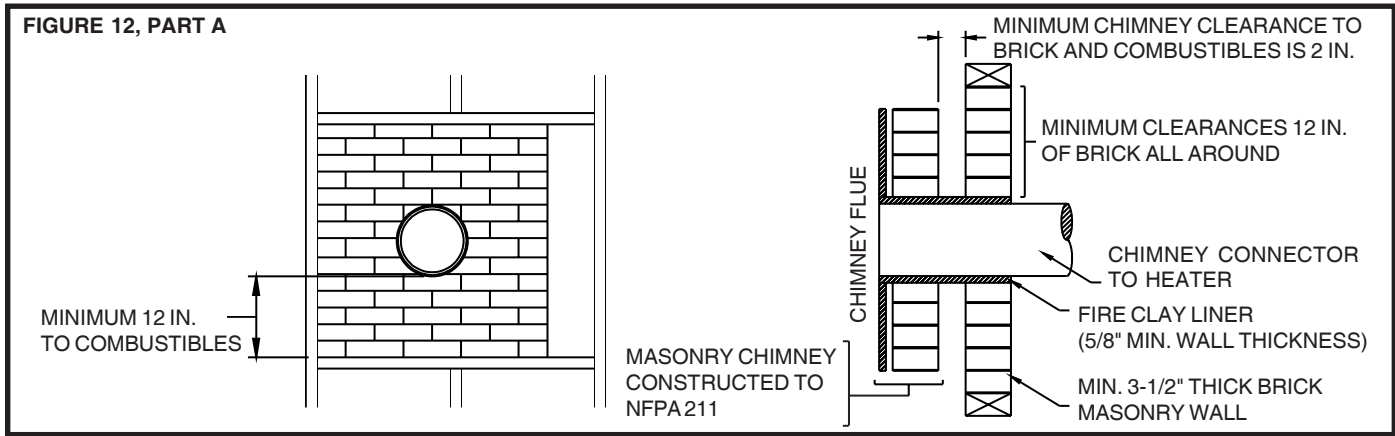 FIGURE 12, PART A
MINIMUM CHIMNEY CLEARANCE TO
BRICK AND COMBUSTIBLES IS 2 IN.
MINIMUM CLEARANCES 12 IN.
OF BRICK ALL AROUND
CHIMNEY FLUE
CHIMNEY CONNECTOR
TO HEATER
MINIMUM 12 IN.
TO COMBUSTIBLES
FIRE CLAY LINER
(5/8" MIN. WALL THICKNESS)
MASONRY CHIMNEY
CONSTRUCTED TO
NFPA 211
MIN. 3-1/2" THICK BRICK
MASONRY WALL